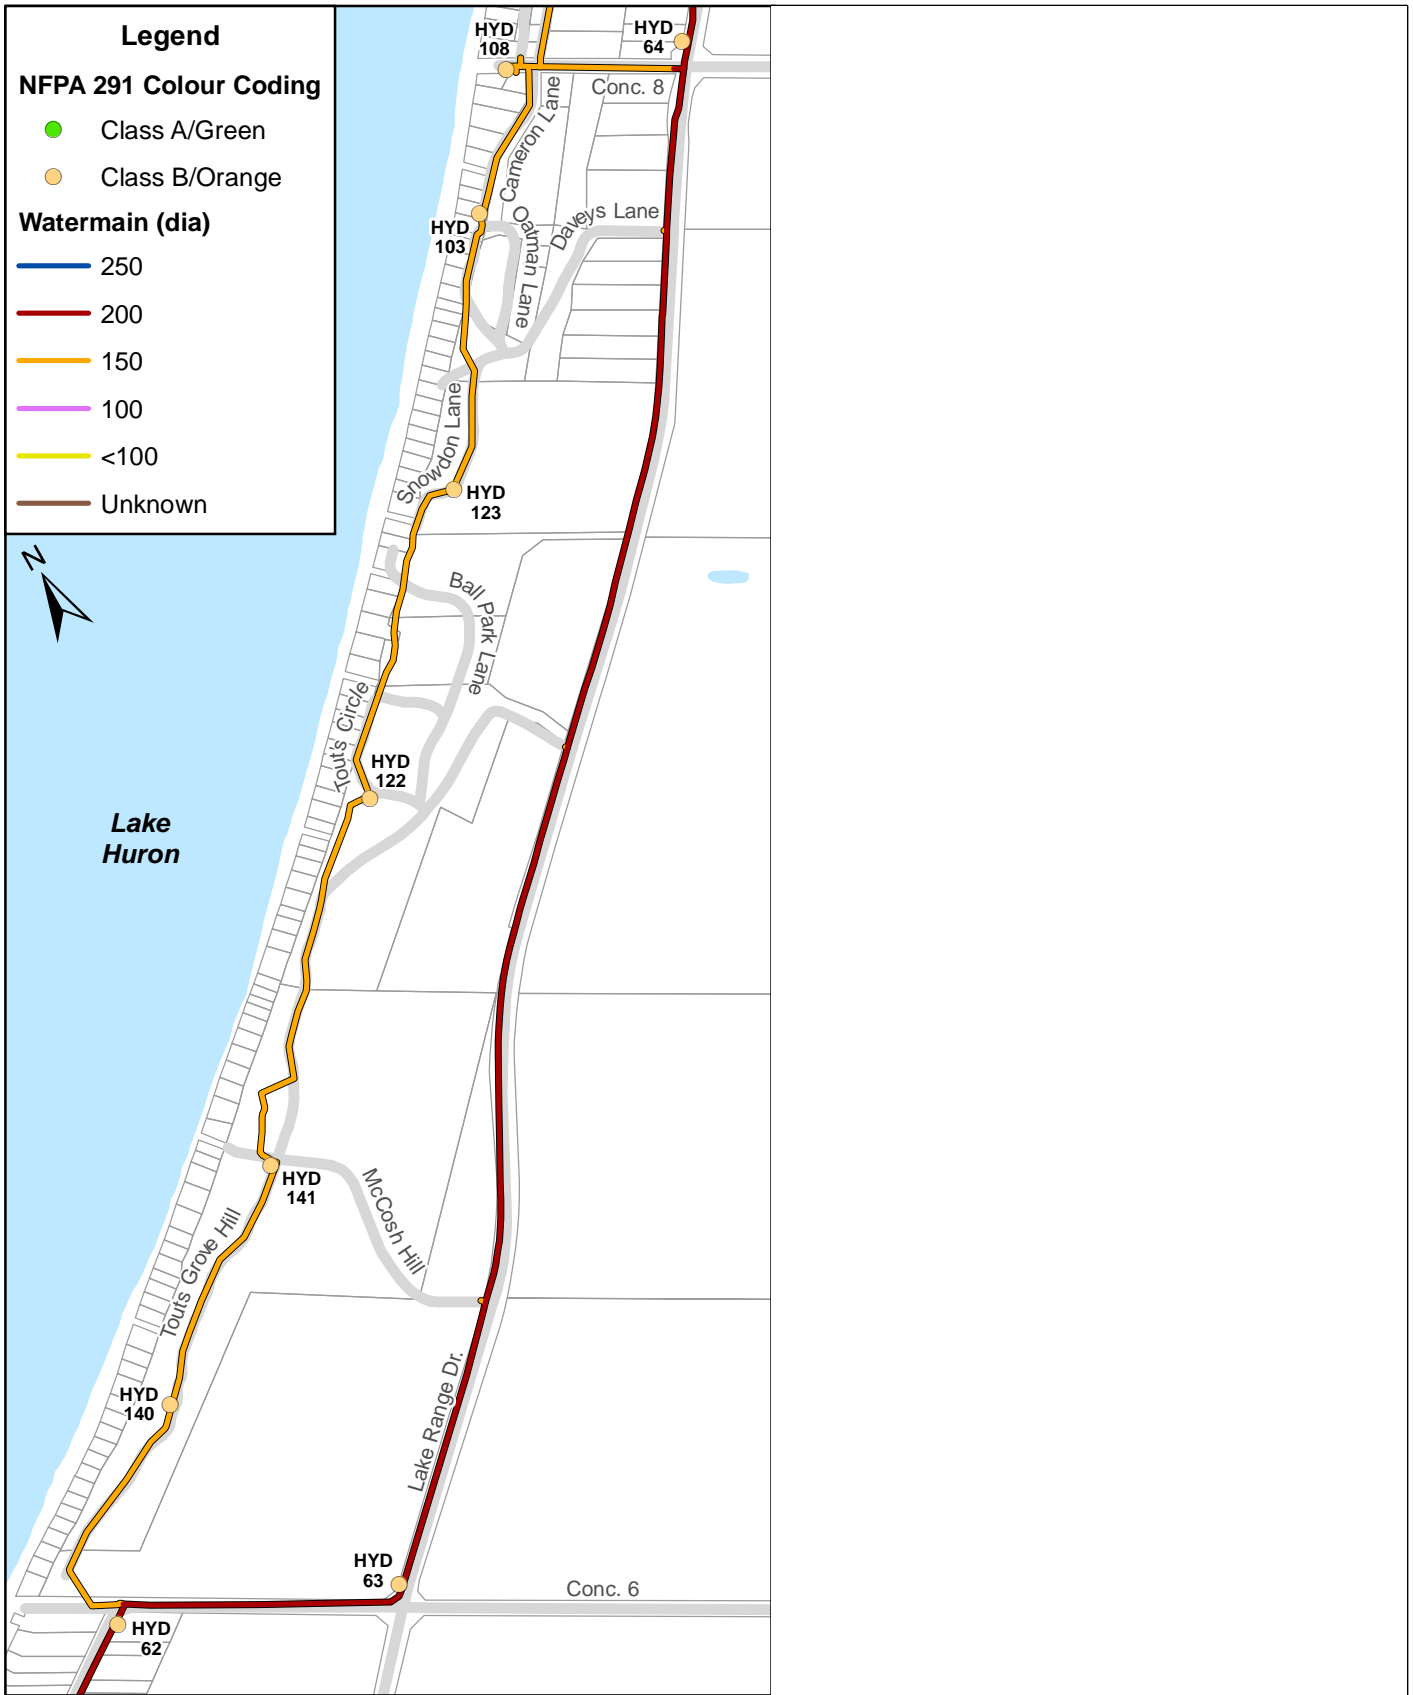 Legend
NFPA 291 Colour Coding
Class A/Green
Class B/Orange
Watermain (dia)
250
200
150
100
<100
Unknown
N
HYD
108
HYD
64
Conc. 8
Cameron Lane
HYD
103
Oatman Lane
Daveys Lane
Snowdon Lane
HYD
123
Ball Park Lane
Touts Circle
HYD
122
Lake
Huron
HYD
141
McCosh Hill
Touts Grove Hill
Lake Range Dr.
HYD
140
HYD
63
Conc. 6
HYD
62